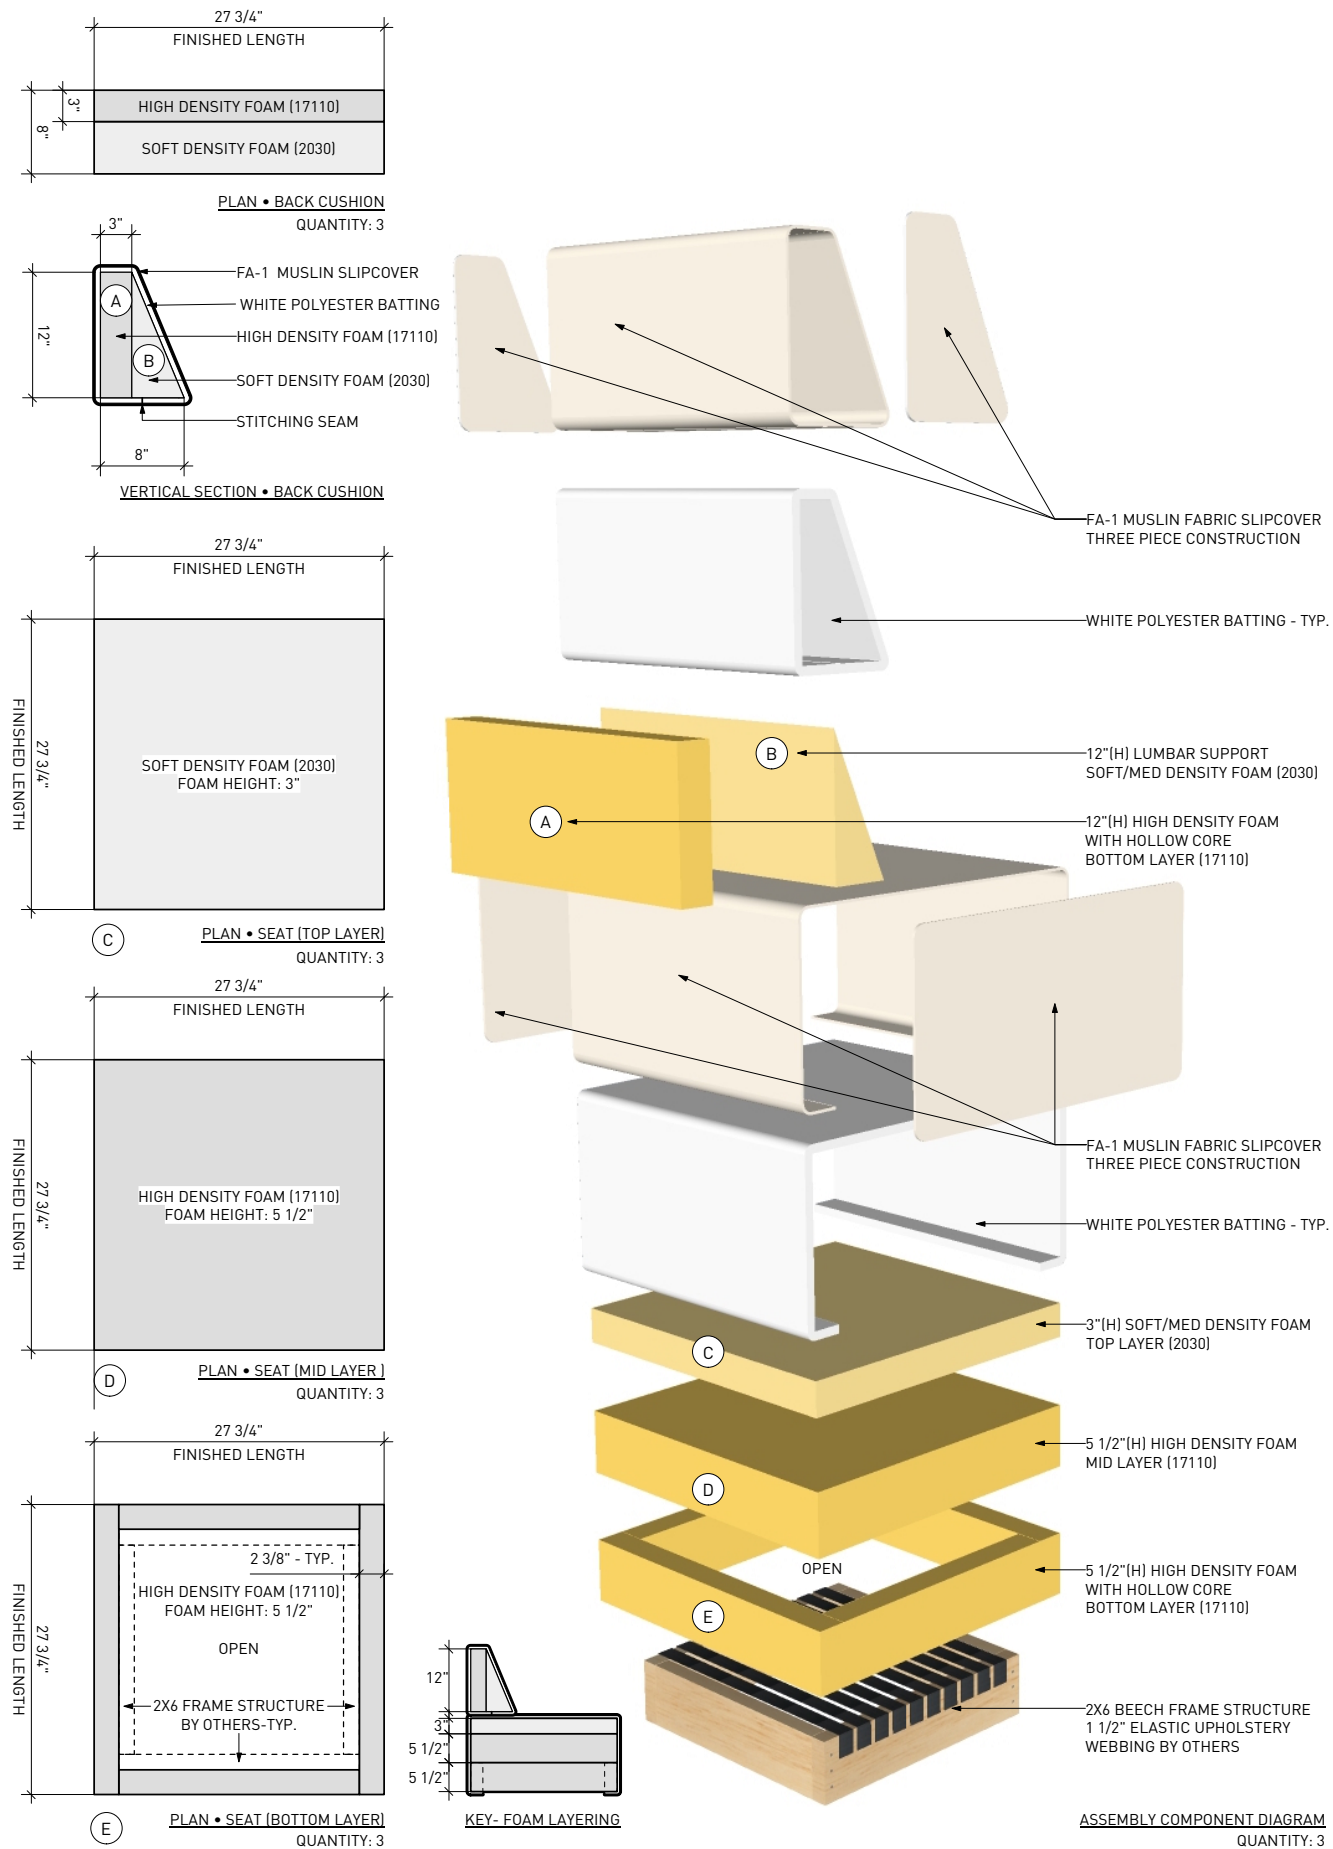 27 3/4"
FINISHED LENGTH
3"
8"
HIGH DENSITY FOAM (17110)
SOFT DENSITY FOAM (2030)
PLAN • BACK CUSHION
QUANTITY: 3
3"
12"
A
B
FA-1 MUSLIN SLIPCOVER
WHITE POLYESTER BATTING
HIGH DENSITY FOAM (17110)
SOFT DENSITY FOAM (2030)
STITCHING SEAM
8"
VERTICAL SECTION • BACK CUSHION
27 3/4"
FINISHED LENGTH
27 3/4"
FINISHED LENGTH
SOFT DENSITY FOAM (2030)
FOAM HEIGHT: 3"
C
PLAN • SEAT (TOP LAYER)
QUANTITY: 3
27 3/4"
FINISHED LENGTH
27 3/4"
FINISHED LENGTH
HIGH DENSITY FOAM (17110)
FOAM HEIGHT: 5 1/2"
D
PLAN • SEAT (MID LAYER )
QUANTITY: 3
27 3/4"
FINISHED LENGTH
27 3/4"
FINISHED LENGTH
2 3/8" - TYP.
HIGH DENSITY FOAM (17110)
FOAM HEIGHT: 5 1/2"
OPEN
2X6 FRAME STRUCTURE
BY OTHERS-TYP.
E
PLAN • SEAT (BOTTOM LAYER)
QUANTITY: 3
12"
3"
5 1/2"
5 1/2"
KEY- FOAM LAYERING
FA-1 MUSLIN FABRIC SLIPCOVER
THREE PIECE CONSTRUCTION
WHITE POLYESTER BATTING - TYP.
B
12"(H) LUMBAR SUPPORT
SOFT/MED DENSITY FOAM (2030)
A
12"(H) HIGH DENSITY FOAM
WITH HOLLOW CORE
BOTTOM LAYER (17110)
FA-1 MUSLIN FABRIC SLIPCOVER
THREE PIECE CONSTRUCTION
WHITE POLYESTER BATTING - TYP.
C
3"(H) SOFT/MED DENSITY FOAM
TOP LAYER (2030)
D
5 1/2"(H) HIGH DENSITY FOAM
MID LAYER (17110)
OPEN
E
5 1/2"(H) HIGH DENSITY FOAM
WITH HOLLOW CORE
BOTTOM LAYER (17110)
2X6 BEECH FRAME STRUCTURE
1 1/2" ELASTIC UPHOLSTERY
WEBBING BY OTHERS
ASSEMBLY COMPONENT DIAGRAM
QUANTITY: 3